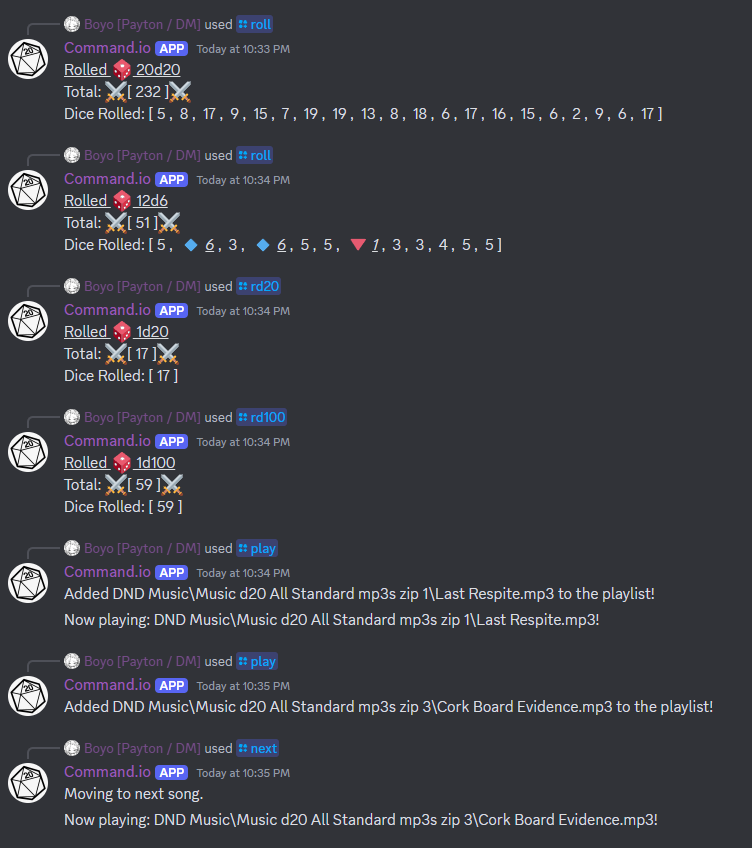 Boyo [Payton / DM] used roll
Command.io APP Today at 10:33 PM
Rolled 20d20
Total: [ 232 ]
Dice Rolled: [ 5 , 8 , 17 , 9 , 15 , 7 , 19 , 19 , 13 , 8 , 18 , 6 , 17 , 16 , 15 , 6 , 2 , 9 , 6 , 17 ]
Boyo [Payton / DM] used roll
Command.io APP Today at 10:34 PM
Rolled 12d6
Total: [ 51 ]
Dice Rolled: [ 5 , 6 , 3 , 6 , 5 , 5 , 1 , 3 , 3 , 4 , 5 , 5 ]
Boyo [Payton / DM] used rd20
Command.io APP Today at 10:34 PM
Rolled 1d20
Total: [ 17 ]
Dice Rolled: [ 17 ]
Boyo [Payton / DM] used rd100
Command.io APP Today at 10:34 PM
Rolled 1d100
Total: [ 59 ]
Dice Rolled: [ 59 ]
Boyo [Payton / DM] used play
Command.io APP Today at 10:34 PM
Added DND Music\Music d20 All Standard mp3s zip 1\Last Respite.mp3 to the playlist!
Now playing: DND Music\Music d20 All Standard mp3s zip 1\Last Respite.mp3!
Boyo [Payton / DM] used play
Command.io APP Today at 10:35 PM
Added DND Music\Music d20 All Standard mp3s zip 3\Cork Board Evidence.mp3 to the playlist!
Boyo [Payton / DM] used next
Command.io APP Today at 10:35 PM
Moving to next song.
Now playing: DND Music\Music d20 All Standard mp3s zip 3\Cork Board Evidence.mp3!